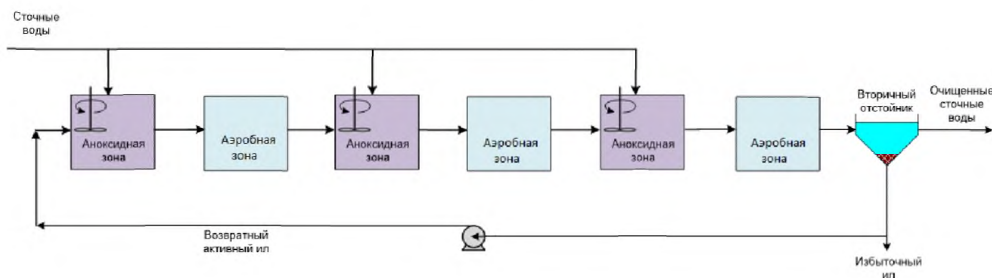 Сточные
воды
Аноксидная
зона
Аэробная
зона
Аноксидная
зона
Аэробная
зона
Аноксидная
зона
Аэробная
зона
Вторичный
отстойник
Очищенные
сточные
воды
Возвратный
активный ил
Избыточный
ил